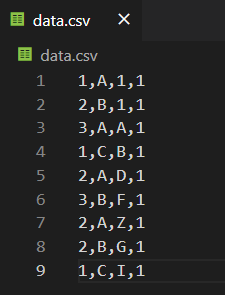 data.csv
data.csv
1 1,A,1,1
2 2,B,1,1
3 3,A,A,1
4 1,C,B,1
5 2,A,D,1
6 3,B,F,1
7 2,A,Z,1
8 2,B,G,1
9 1,C,I,1